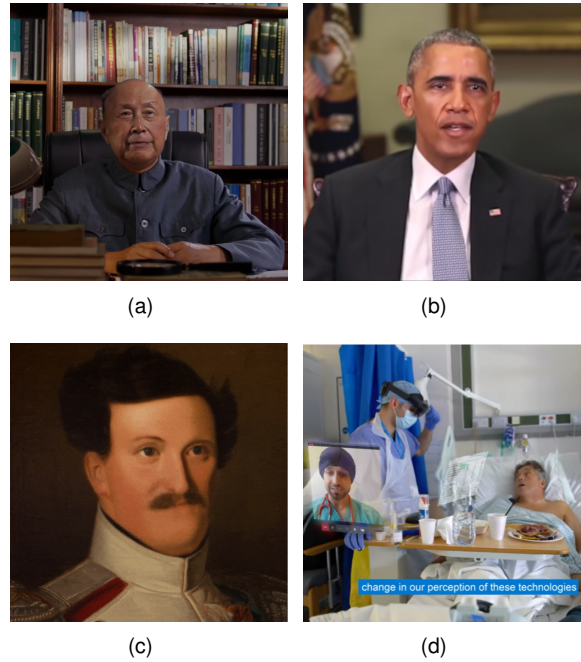 (a)
(b)
(c)
change in our perception of these technologies
(d)